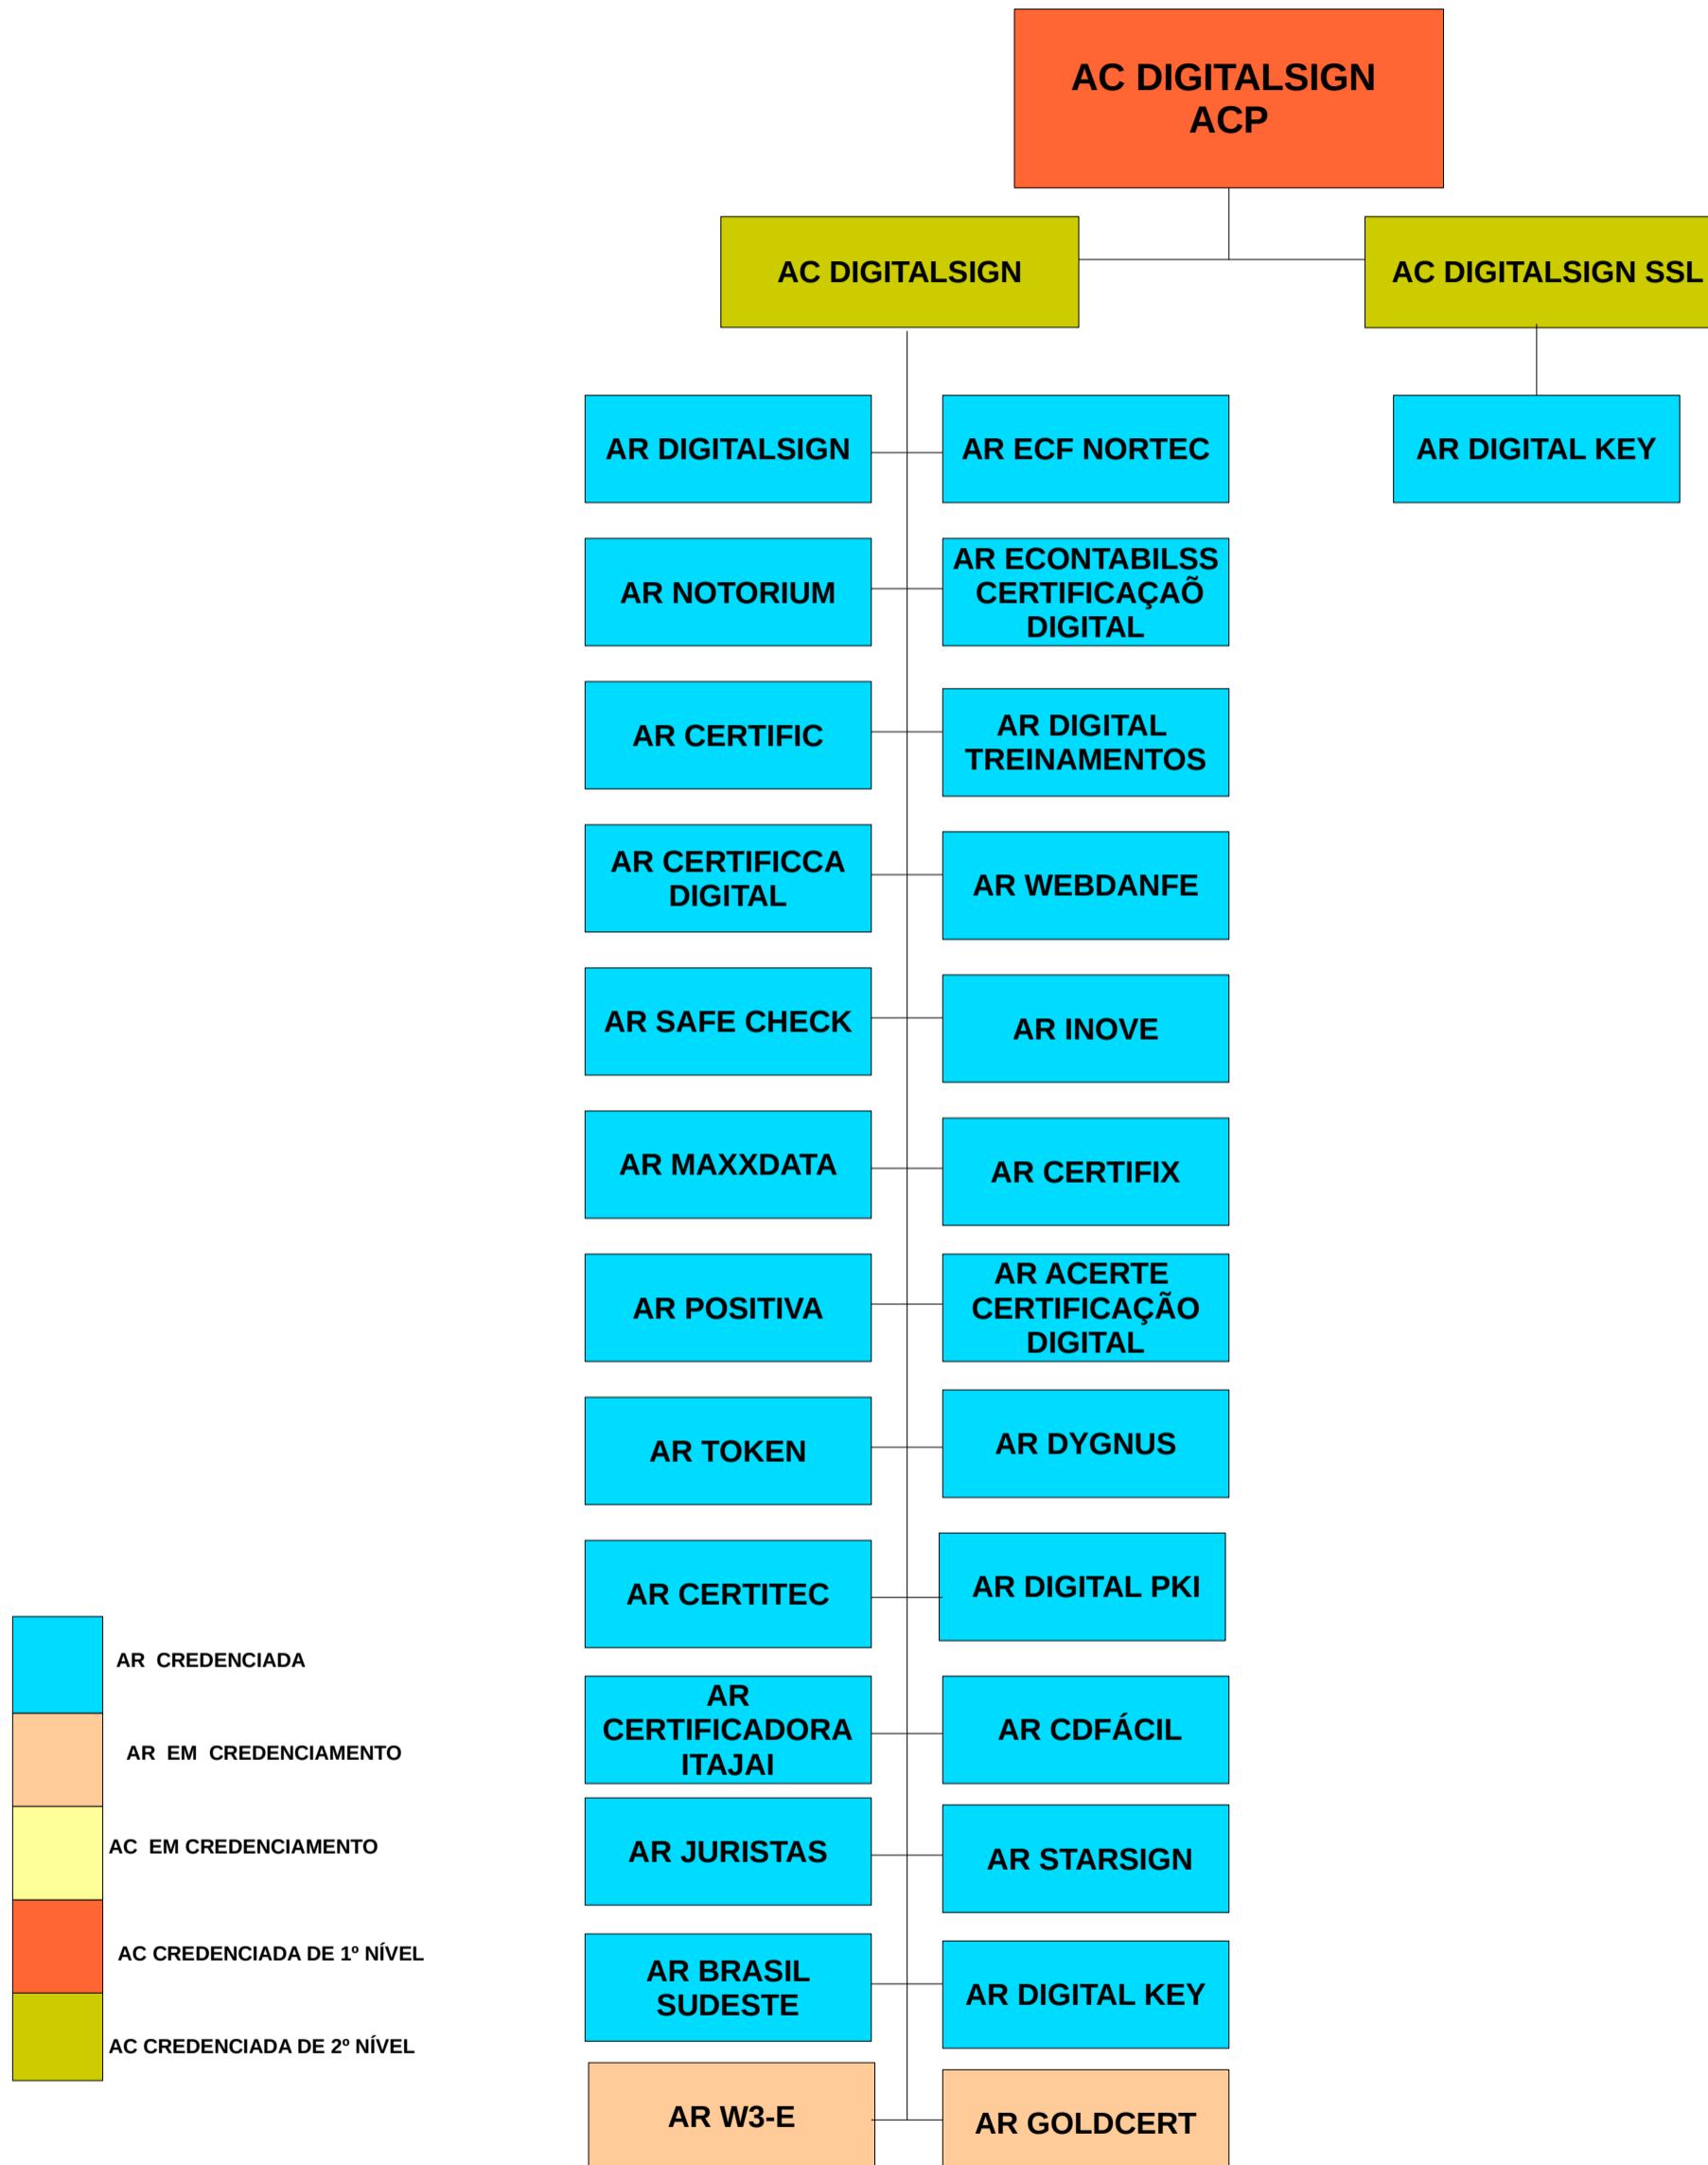 AC DIGITALSIGN
ACP
AC DIGITALSIGN
AC DIGITALSIGN SSL
AR DIGITALSIGN
AR ECF NORTEC
AR DIGITAL KEY
AR NOTORIUM
AR ECONTABILSS
CERTIFICAÇAÕ
DIGITAL
AR CERTIFIC
AR DIGITAL
TREINAMENTOS
AR CERTIFICCA
DIGITAL
AR WEBDANFE
AR SAFE CHECK
AR INOVE
AR MAXXDATA
AR CERTIFIX
AR POSITIVA
AR ACERTE
CERTIFICAÇÃO
DIGITAL
AR TOKEN
AR DYGNUS
AR CERTITEC
AR DIGITAL PKI
AR
CERTIFICADORA
ITAJAI
AR CDFÁCIL
AR JURISTAS
AR STARSIGN
AR BRASIL
SUDESTE
AR DIGITAL KEY
AR W3-E
AR GOLDCERT
AR CREDENCIADA
AR EM CREDENCIAMENTO
AC EM CREDENCIAMENTO
AC CREDENCIADA DE 1º NÍVEL
AC CREDENCIADA DE 2º NÍVEL